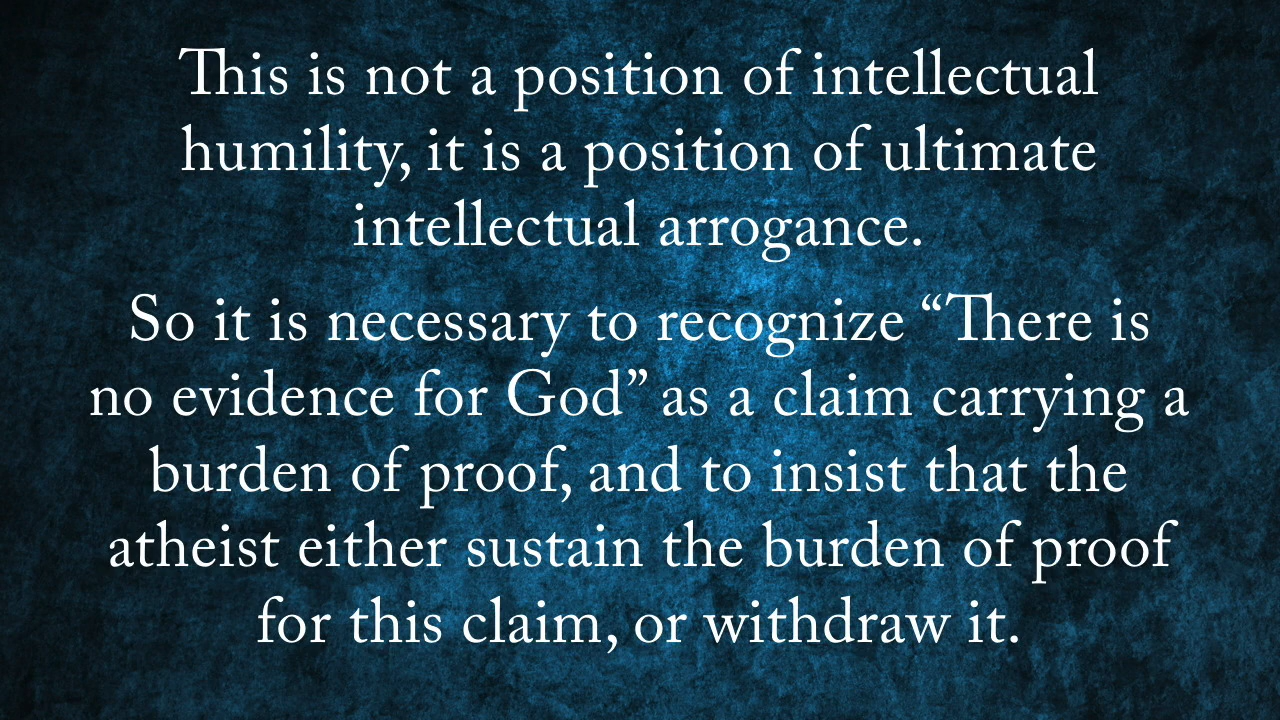 This is not a position of intellectual
humility, it is a position of ultimate
intellectual arrogance.
So it is necessary to recognize “There is
no evidence for God” as a claim carrying a
burden of proof, and to insist that the
atheist either sustain the burden of proof
for this claim, or withdraw it.